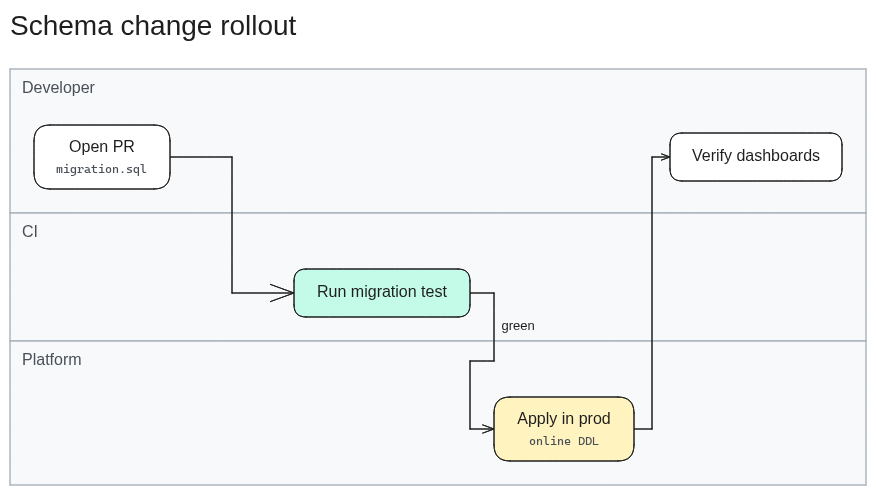 Schema change rollout
Developer
Open PR
migration.sql
Verify dashboards
CI
Run migration test
green
Platform
Apply in prod
online DDL